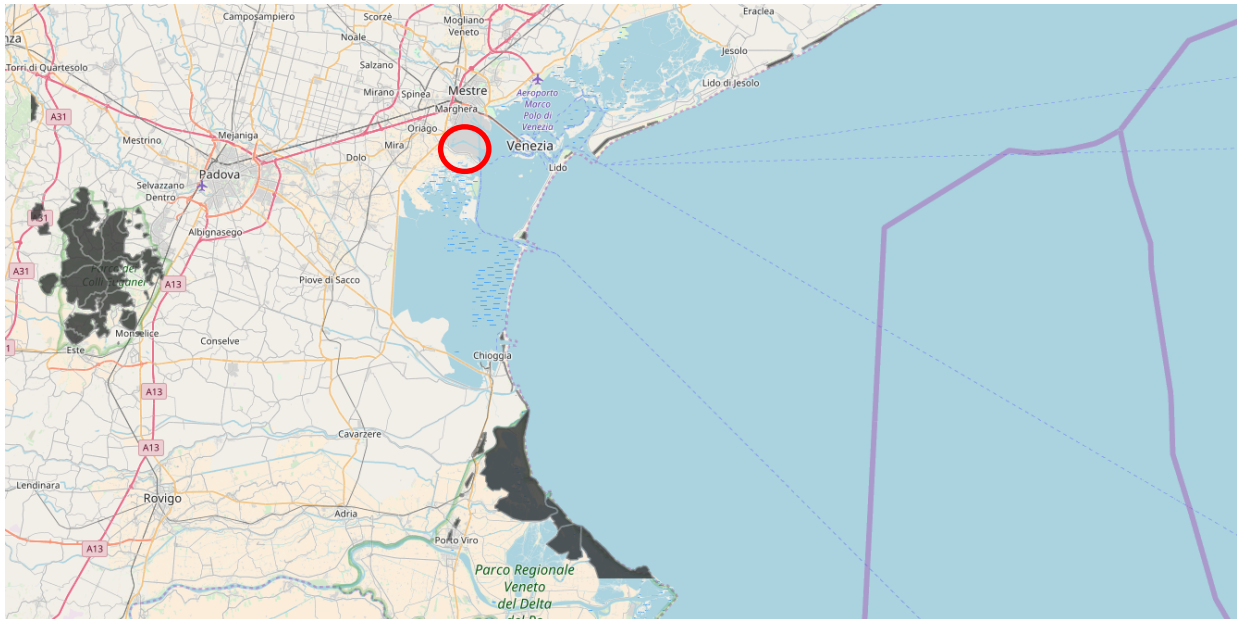 Camposampiero
Scorzè
Mogliano
Veneto
Eraclea
Noale
nza
Torri di Quartesolo
Salzano
Jesolo
Mestre
Aeroporto
Marco
Polo di
Venezia
Lido di Jesolo
Mirano
Spinea
Marghera
A31
Mestrino
Mejaniga
Oriago
Mira
Venezia
Dolo
Padova
Lido
Selvazzano
Dentro
A31
Albignasego
A31
Piove di Sacco
A13
Monselice
Conselve
Este
Chioggia
A13
Cavarzere
A13
Lendinara
Rovigo
Adria
Porto Viro
A13
Parco Regionale
Veneto
del Delta